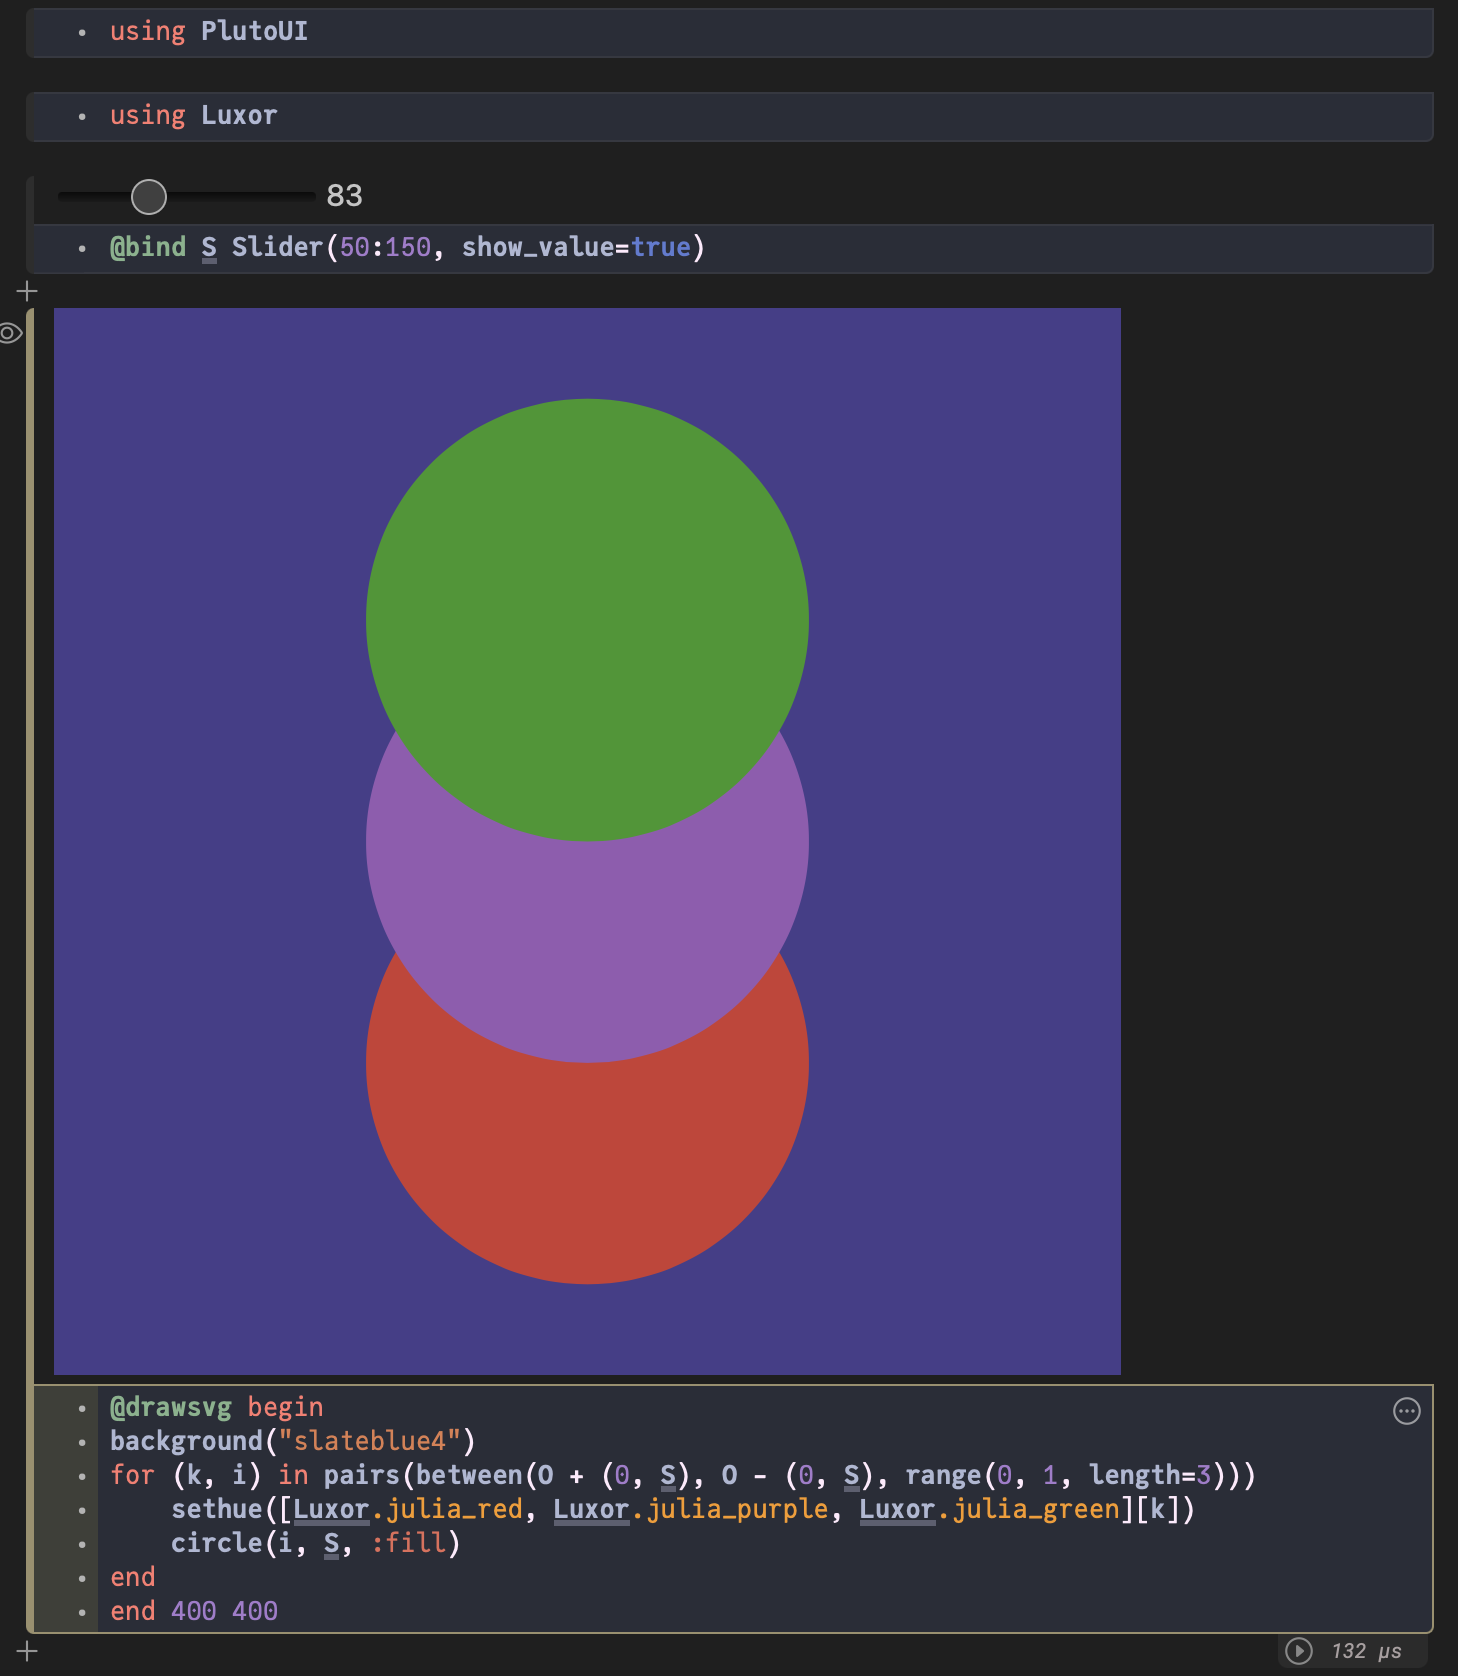 using PlutoUI
using Luxor
83
@bind S Slider(50:150, show_value=true)
@drawsvg begin
background("slateblue4")
for (k, i) in pairs(between(O + (0, S), O - (0, S), range(0, 1, length=3)))
    sethue([Luxor.julia_red, Luxor.julia_purple, Luxor.julia_green][k])
    circle(i, S, :fill)
end
end 400 400
132 μs